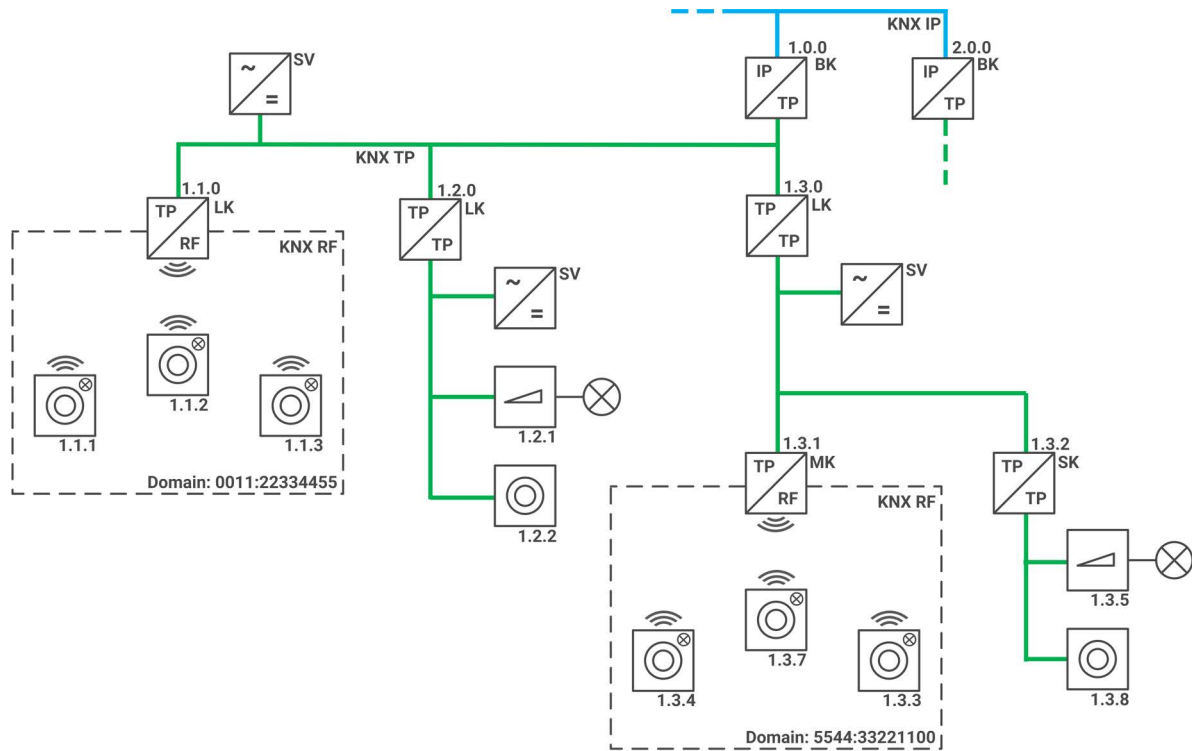 KNX IP
1.0.0
BK
IP
TP
2.0.0
BK
IP
TP
SV
~
=
KNX TP
1.1.0
LK
TP
RF
KNX RF
1.1.1
1.1.2
1.1.3
Domain: 0011:22334455
1.2.0
LK
TP
TP
SV
~
=
1.2.1
1.2.2
1.3.0
LK
TP
TP
SV
~
=
1.3.1
MK
TP
RF
KNX RF
1.3.4
1.3.7
1.3.3
Domain: 5544:33221100
1.3.2
SK
TP
TP
1.3.5
1.3.8